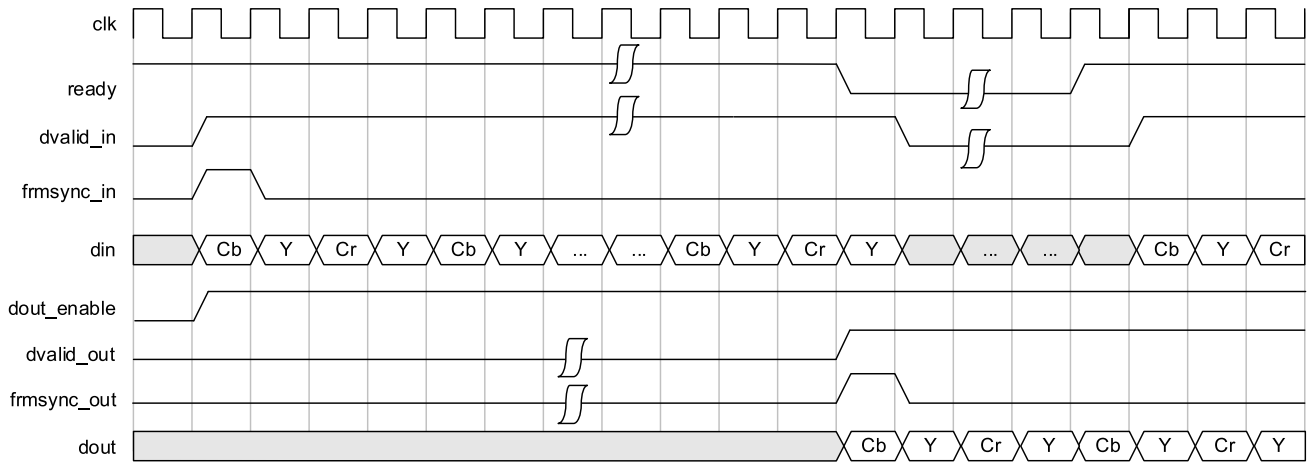 clk
ready
dvalid_in
frmsync_in
din Cb Y Cr Y Cb Y ... ... Cb Y Cr Y ... ... Cb Y Cr
dout_enable
dvalid_out
frmsync_out
dout Cb Y Cr Y Cb Y Cr Y